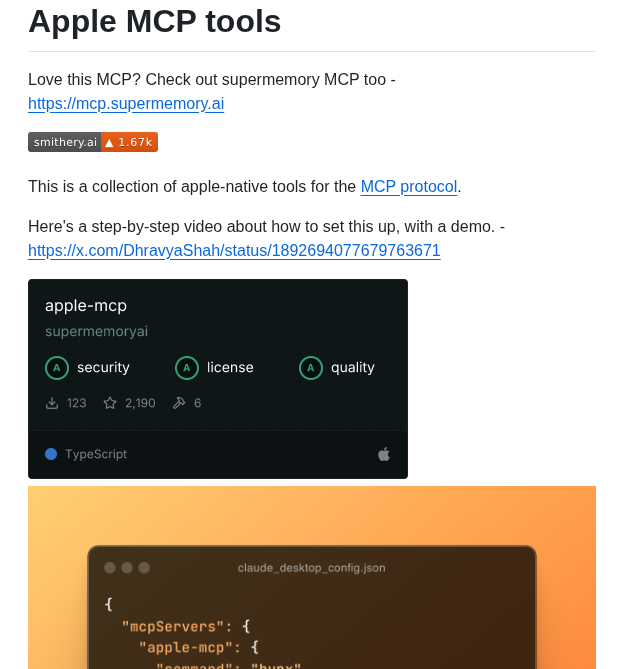 Apple MCP tools
Love this MCP? Check out supermemory MCP too -
https://mcp.supermemory.ai
smithery.ai ▲ 1.67k
This is a collection of apple-native tools for the MCP protocol.
Here's a step-by-step video about how to set this up, with a demo. -
https://x.com/DhravyaShah/status/1892694077679763671
apple-mcp
supermemoryai
A security A license A quality
123 2,190 6
TypeScript
claude_desktop_config.json
{
"mcpServers": {
"apple-mcp": {
"command": "bunx",